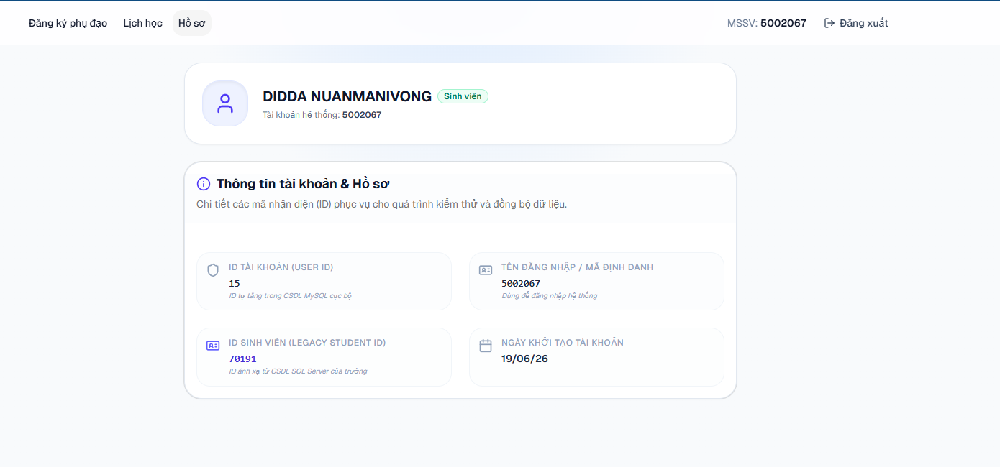 Đăng ký phụ đạo Lịch học Hồ sơ MSSV: 5002067 Đăng xuất
DIDDA NUANMANIVONG Sinh viên
Tài khoản hệ thống: 5002067
Thông tin tài khoản & Hồ sơ
Chi tiết các mã nhận diện (ID) phục vụ cho quá trình kiểm thử và đồng bộ dữ liệu.
ID TÀI KHOẢN (USER ID)
15
ID tự tăng trong CSDL MySQL cục bộ
TÊN ĐĂNG NHẬP / MÃ ĐỊNH DANH
5002067
Dùng để đăng nhập hệ thống
ID SINH VIÊN (LEGACY STUDENT ID)
70191
ID ánh xạ từ CSDL SQL Server của trường
NGÀY KHỞI TẠO TÀI KHOẢN
19/06/26